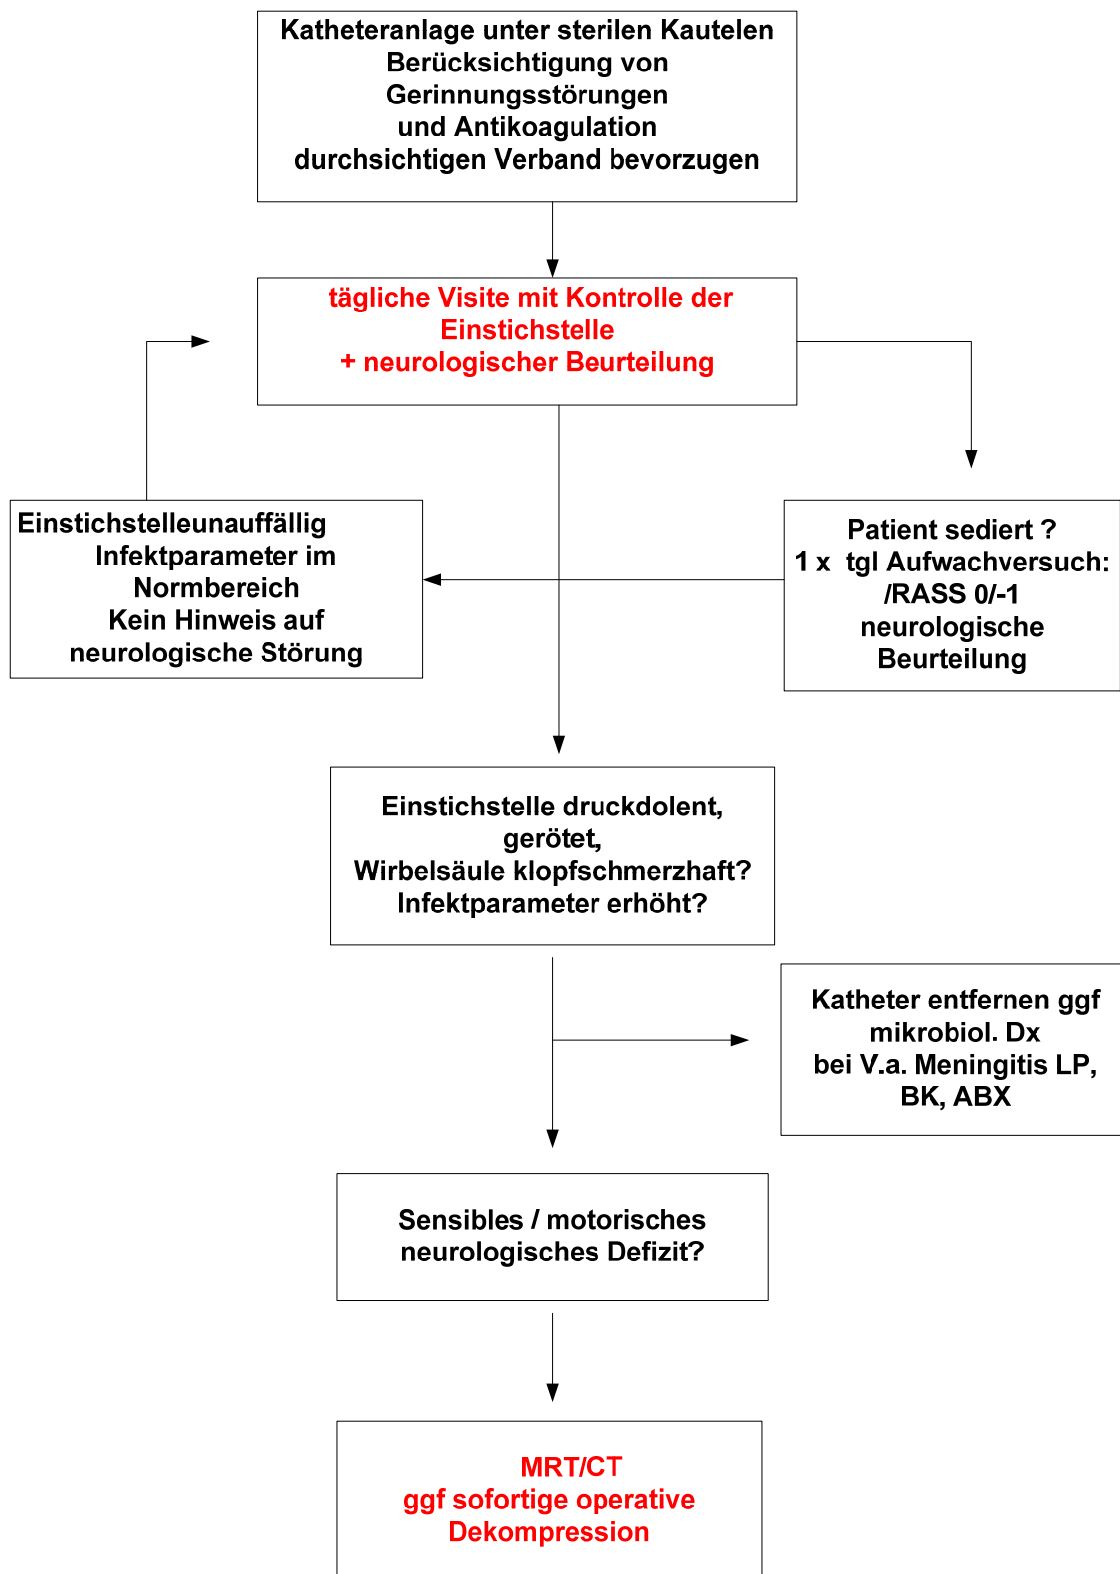 Katheteranlage unter sterilen Kautelen
Berücksichtigung von
Gerinnungsstörungen
und Antikoagulation
durchsichtigen Verband bevorzugen
tägliche Visite mit Kontrolle der
Einstichstelle
+ neurologischer Beurteilung
Einstichstelleunauffällig
Infektparameter im
Normbereich
Kein Hinweis auf
neurologische Störung
Patient sediert ?
1 x tgl Aufwachversuch:
/RASS 0/-1
neurologische
Beurteilung
Einstichstelle druckdolent,
gerötet,
Wirbelsäule klopfschmerzhaft?
Infektparameter erhöht?
Katheter entfernen ggf
mikrobiol. Dx
bei V.a. Meningitis LP,
BK, ABX
Sensibles / motorisches
neurologisches Defizit?
MRT/CT
ggf sofortige operative
Dekompression